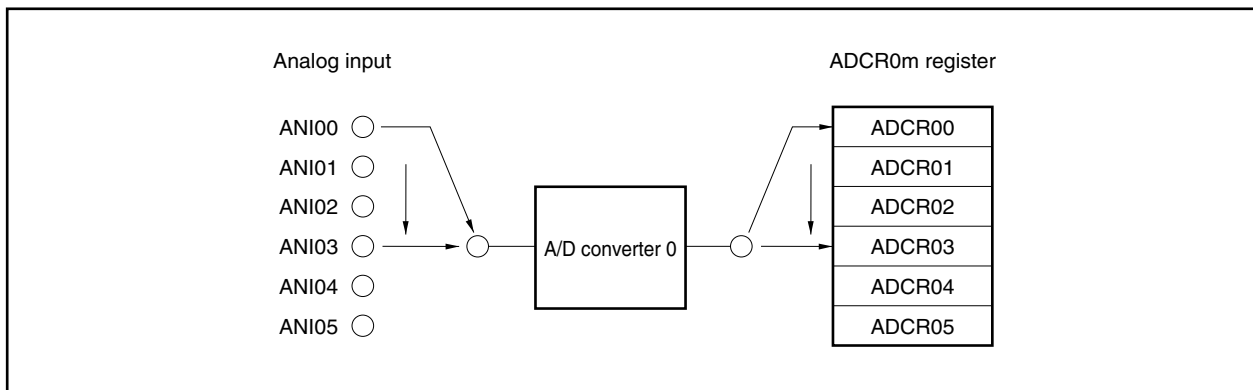 Analog input
ADCR0m register
ANI00
ADCR00
ANI01
ADCR01
ANI02
ADCR02
ANI03
A/D converter 0
ADCR03
ANI04
ADCR04
ANI05
ADCR05